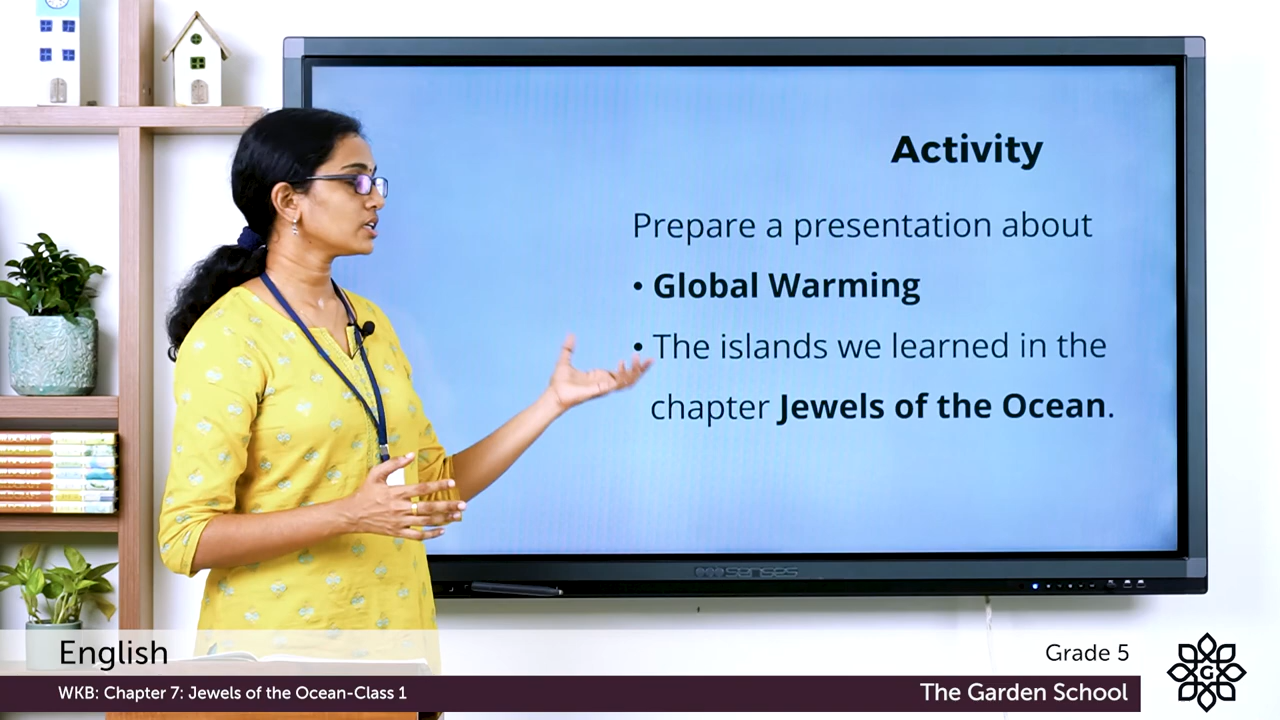 Activity
Prepare a presentation about
• Global Warming
• The islands we learned in the
chapter Jewels of the Ocean.
senses
English
Grade 5
WKB: Chapter 7: Jewels of the Ocean-Class 1
The Garden School
G